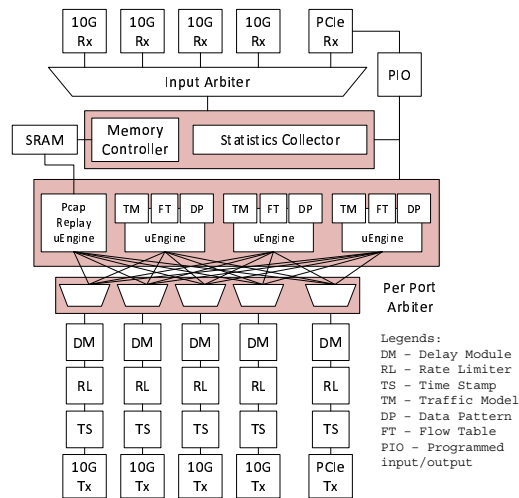 10G Rx
10G Rx
10G Rx
10G Rx
PCIe Rx
Input Arbiter
PIO
SRAM
Memory
Controller
Statistics Collector
Pcap
Replay
uEngine
TM FT DP
uEngine
TM FT DP
uEngine
TM FT DP
uEngine
Per Port
Arbiter
DM DM DM DM DM
RL RL RL RL RL
TS TS TS TS TS
10G Tx
10G Tx
10G Tx
10G Tx
PCIe Tx
Legends:
DM - Delay Module
RL - Rate Limiter
TS - Time Stamp
TM - Traffic Model
DP - Data Pattern
FT - Flow Table
PIO - Programmed
input/output